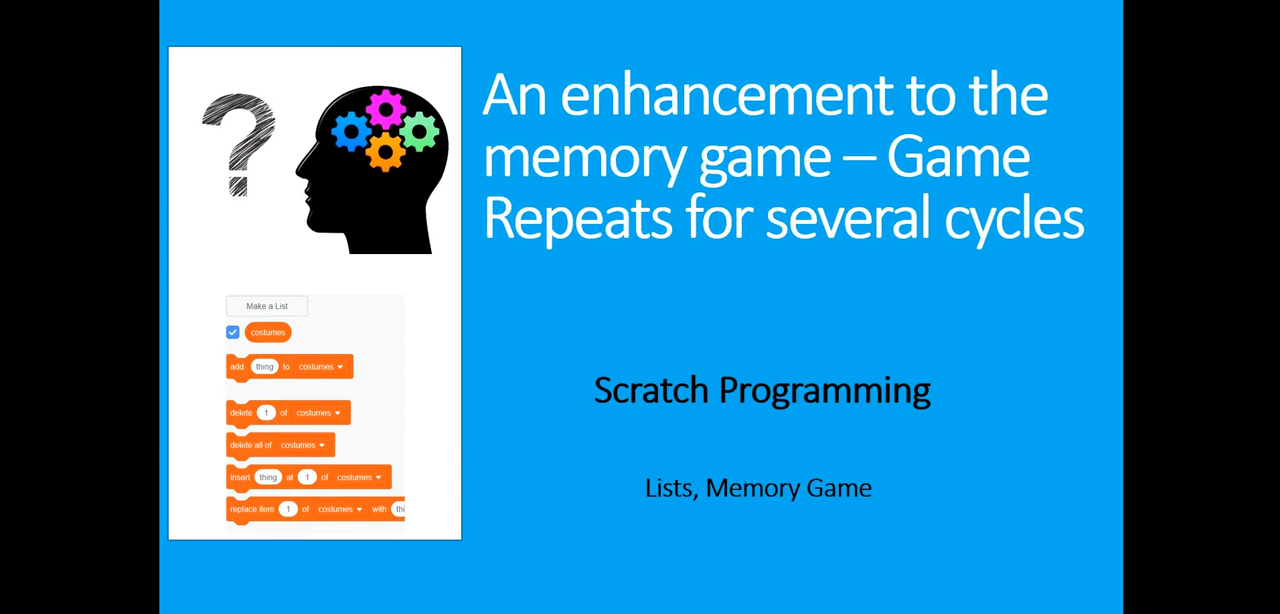 ?
An enhancement to the
memory game – Game
Repeats for several cycles
Make a List
costumes
add thing to costumes
delete 1 of costumes
delete all of costumes
insert thing at 1 of costumes
replace item 1 of costumes with thi
Scratch Programming
Lists, Memory Game